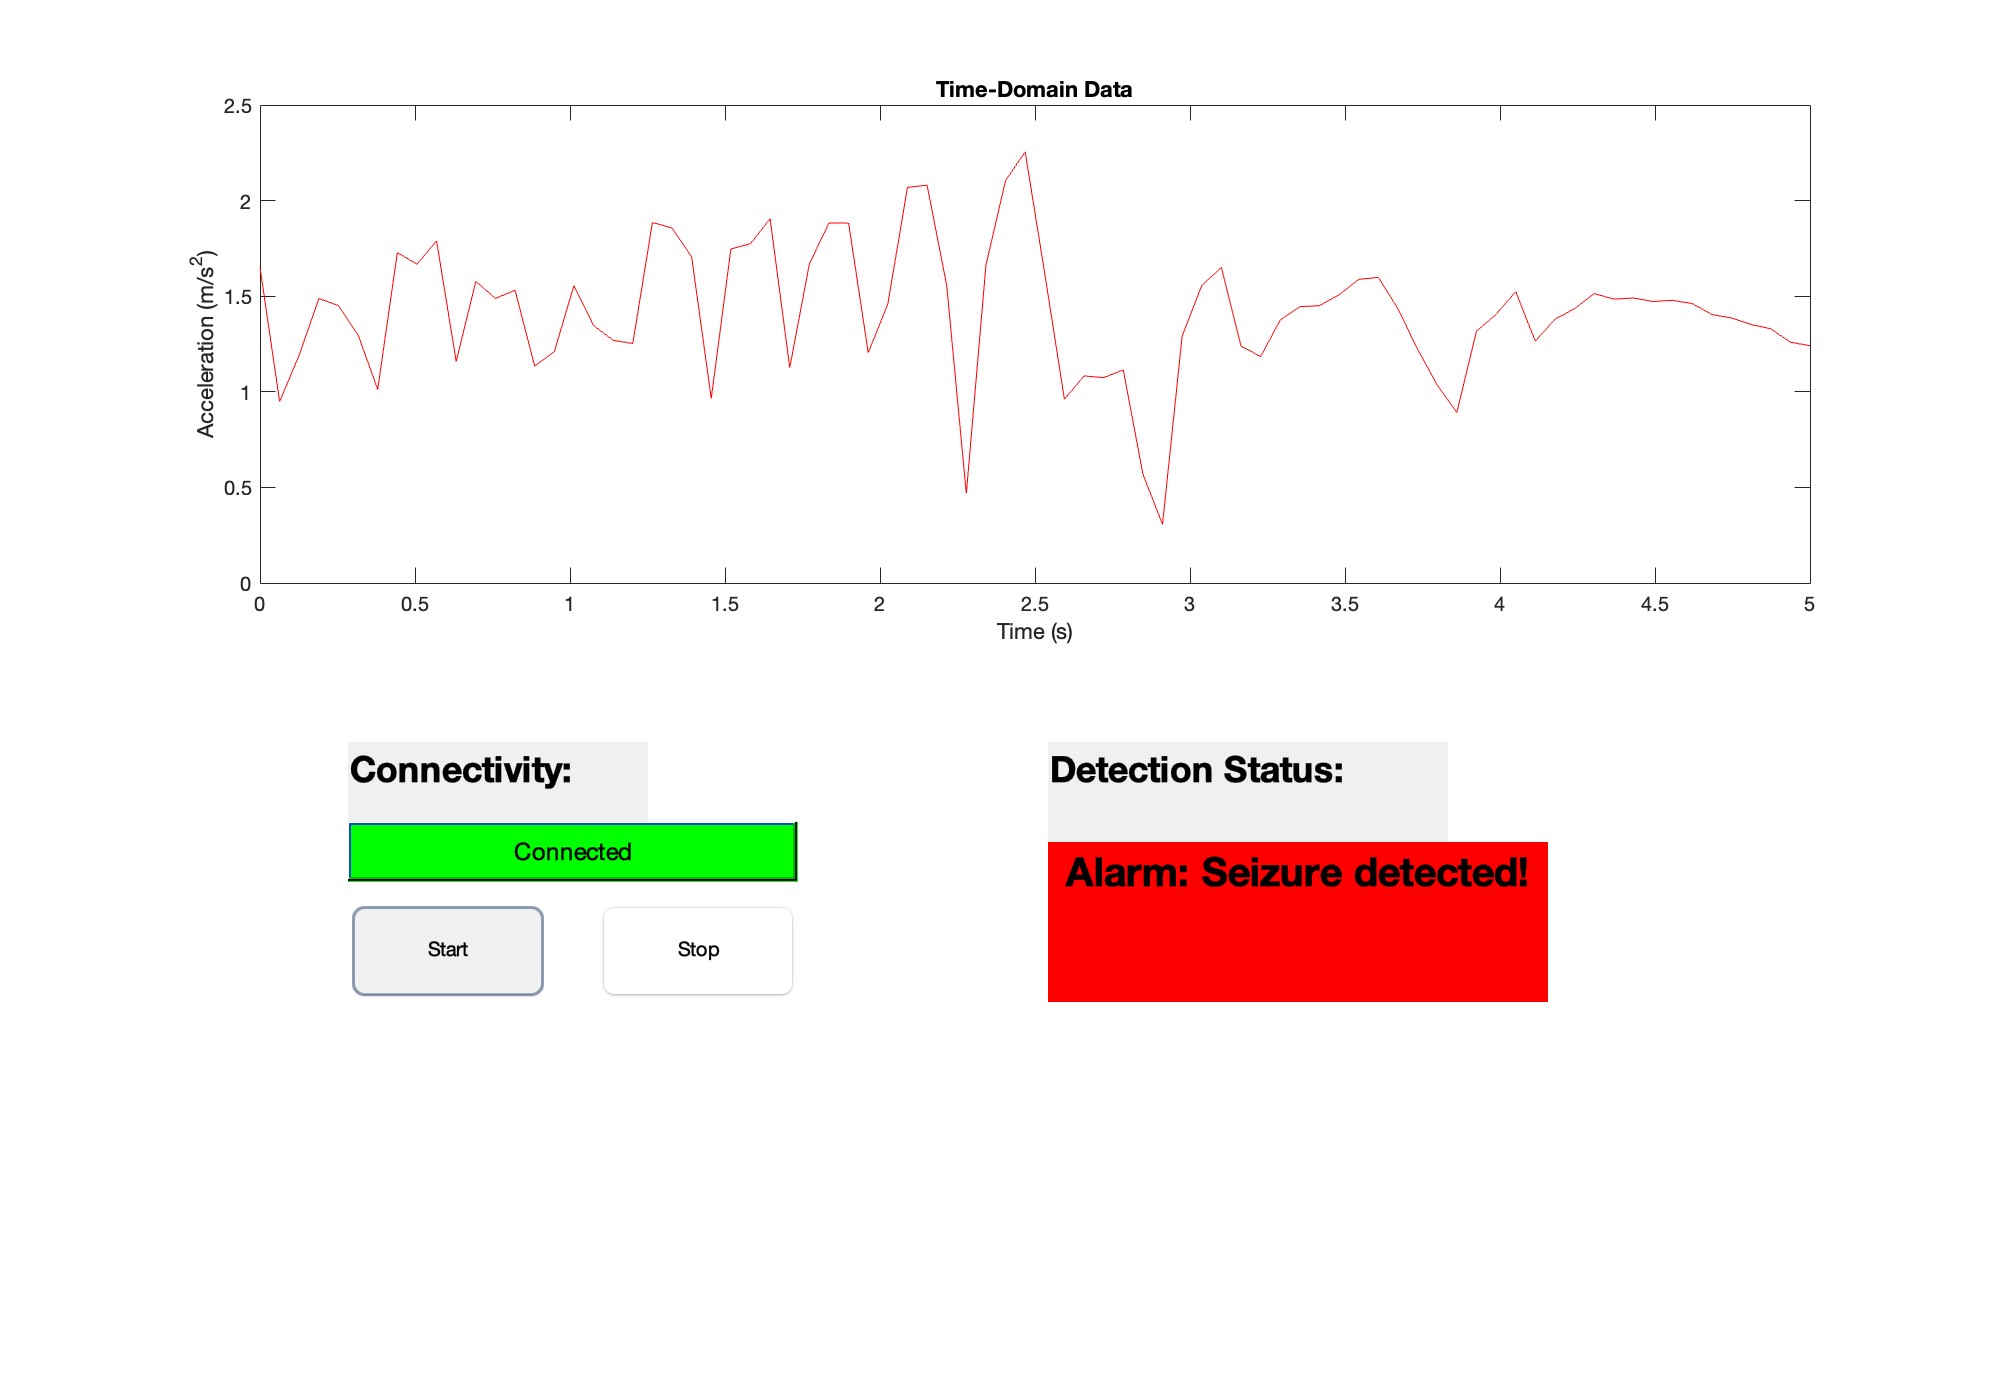 Time-Domain Data
2.5
2
1.5
1
0.5
0
Acceleration (m/s²)
0 0.5 1 1.5 2 2.5 3 3.5 4 4.5 5
Time (s)
Connectivity:
Connected
Start Stop
Detection Status:
Alarm: Seizure detected!